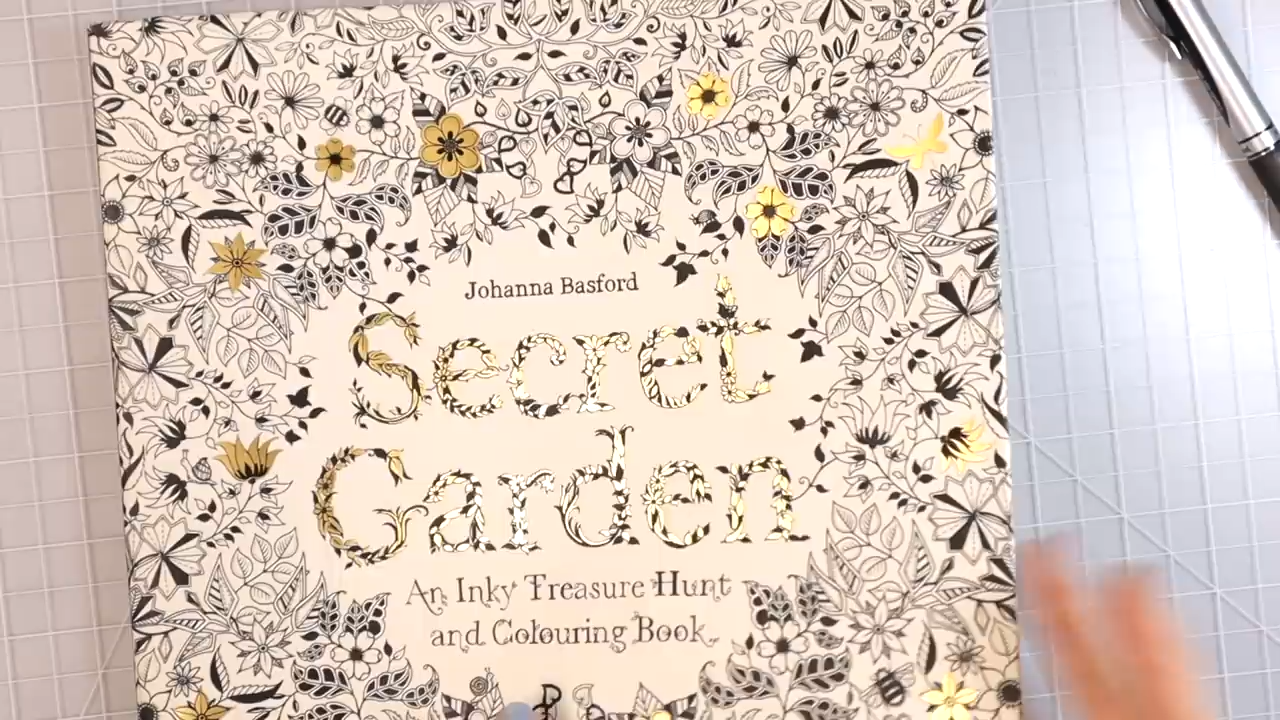 Johanna Basford
Secret
Garden
An Inky Treasure Hunt
and Colouring Book